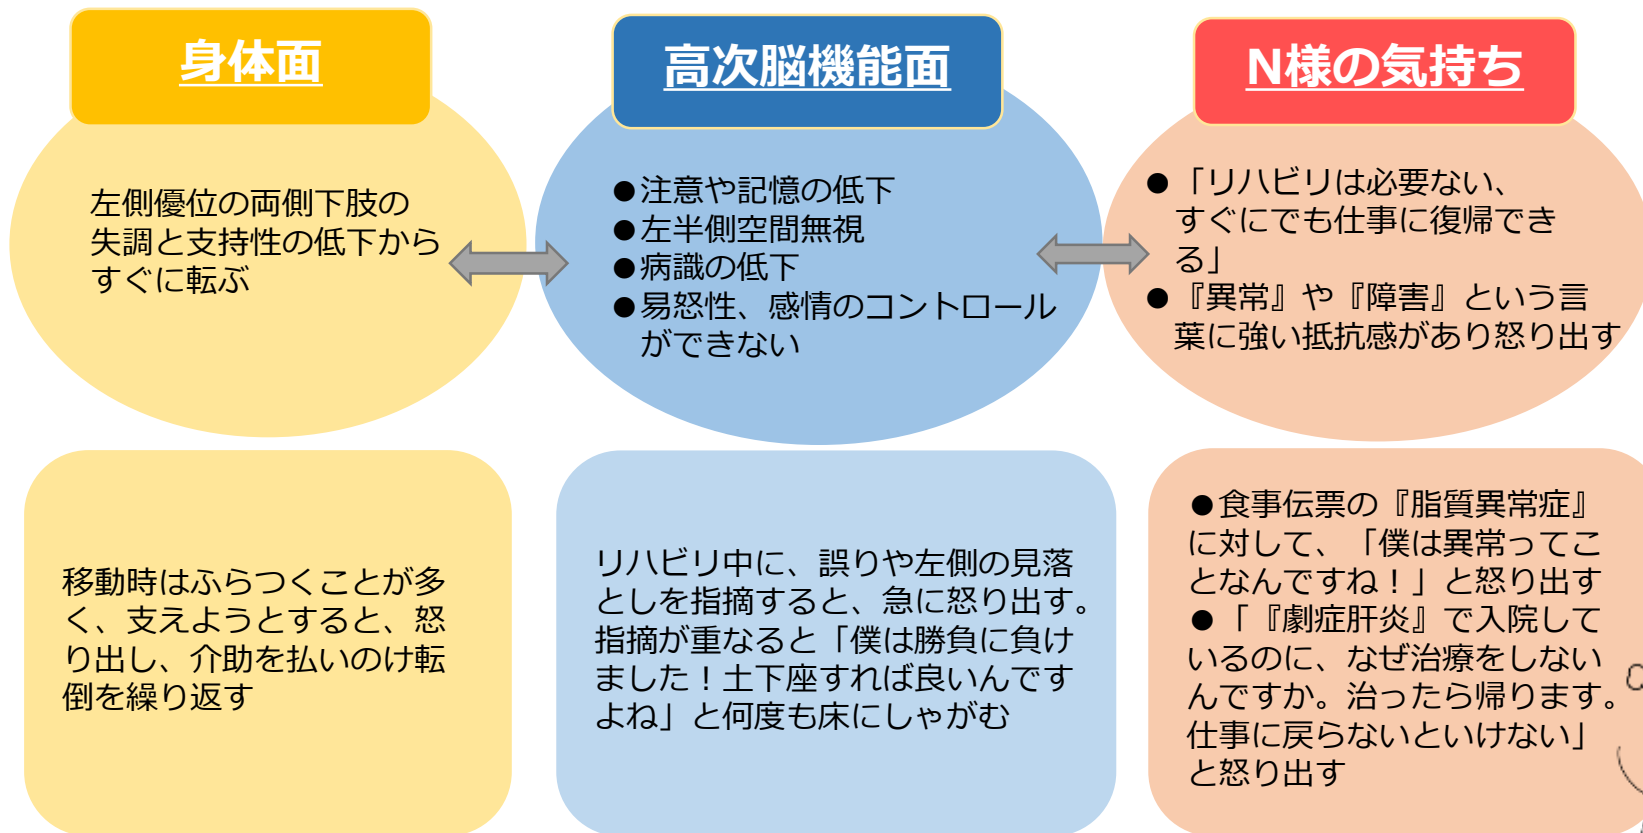 身体面
左側優位の両側下肢の
失調と支持性の低下から
すぐに転ぶ
移動時はふらつくことが多
く、支えようとすると、怒
り出し、介助を払いのけ転
倒を繰り返す
高次脳機能面
●注意や記憶の低下
●左半側空間無視
●病識の低下
●易怒性、感情のコントロール
ができない
リハビリ中に、誤りや左側の見落
としを指摘すると、急に怒り出す。
指摘が重なると「僕は勝負に負け
ました！土下座すれば良いんです
よね」と何度も床にしゃがむ
N様の気持ち
●「リハビリは必要ない、
すぐにでも仕事に復帰でき
る」
●『異常』や『障害』という言
葉に強い抵抗感があり怒り出す
●食事伝票の『脂質異常症』
に対して、「僕は異常ってこ
となんですね！」と怒り出す
●「『劇症肝炎』で入院して
いるのに、なぜ治療をしない
んですか。治ったら帰ります。
仕事に戻らないといけない」
と怒り出す